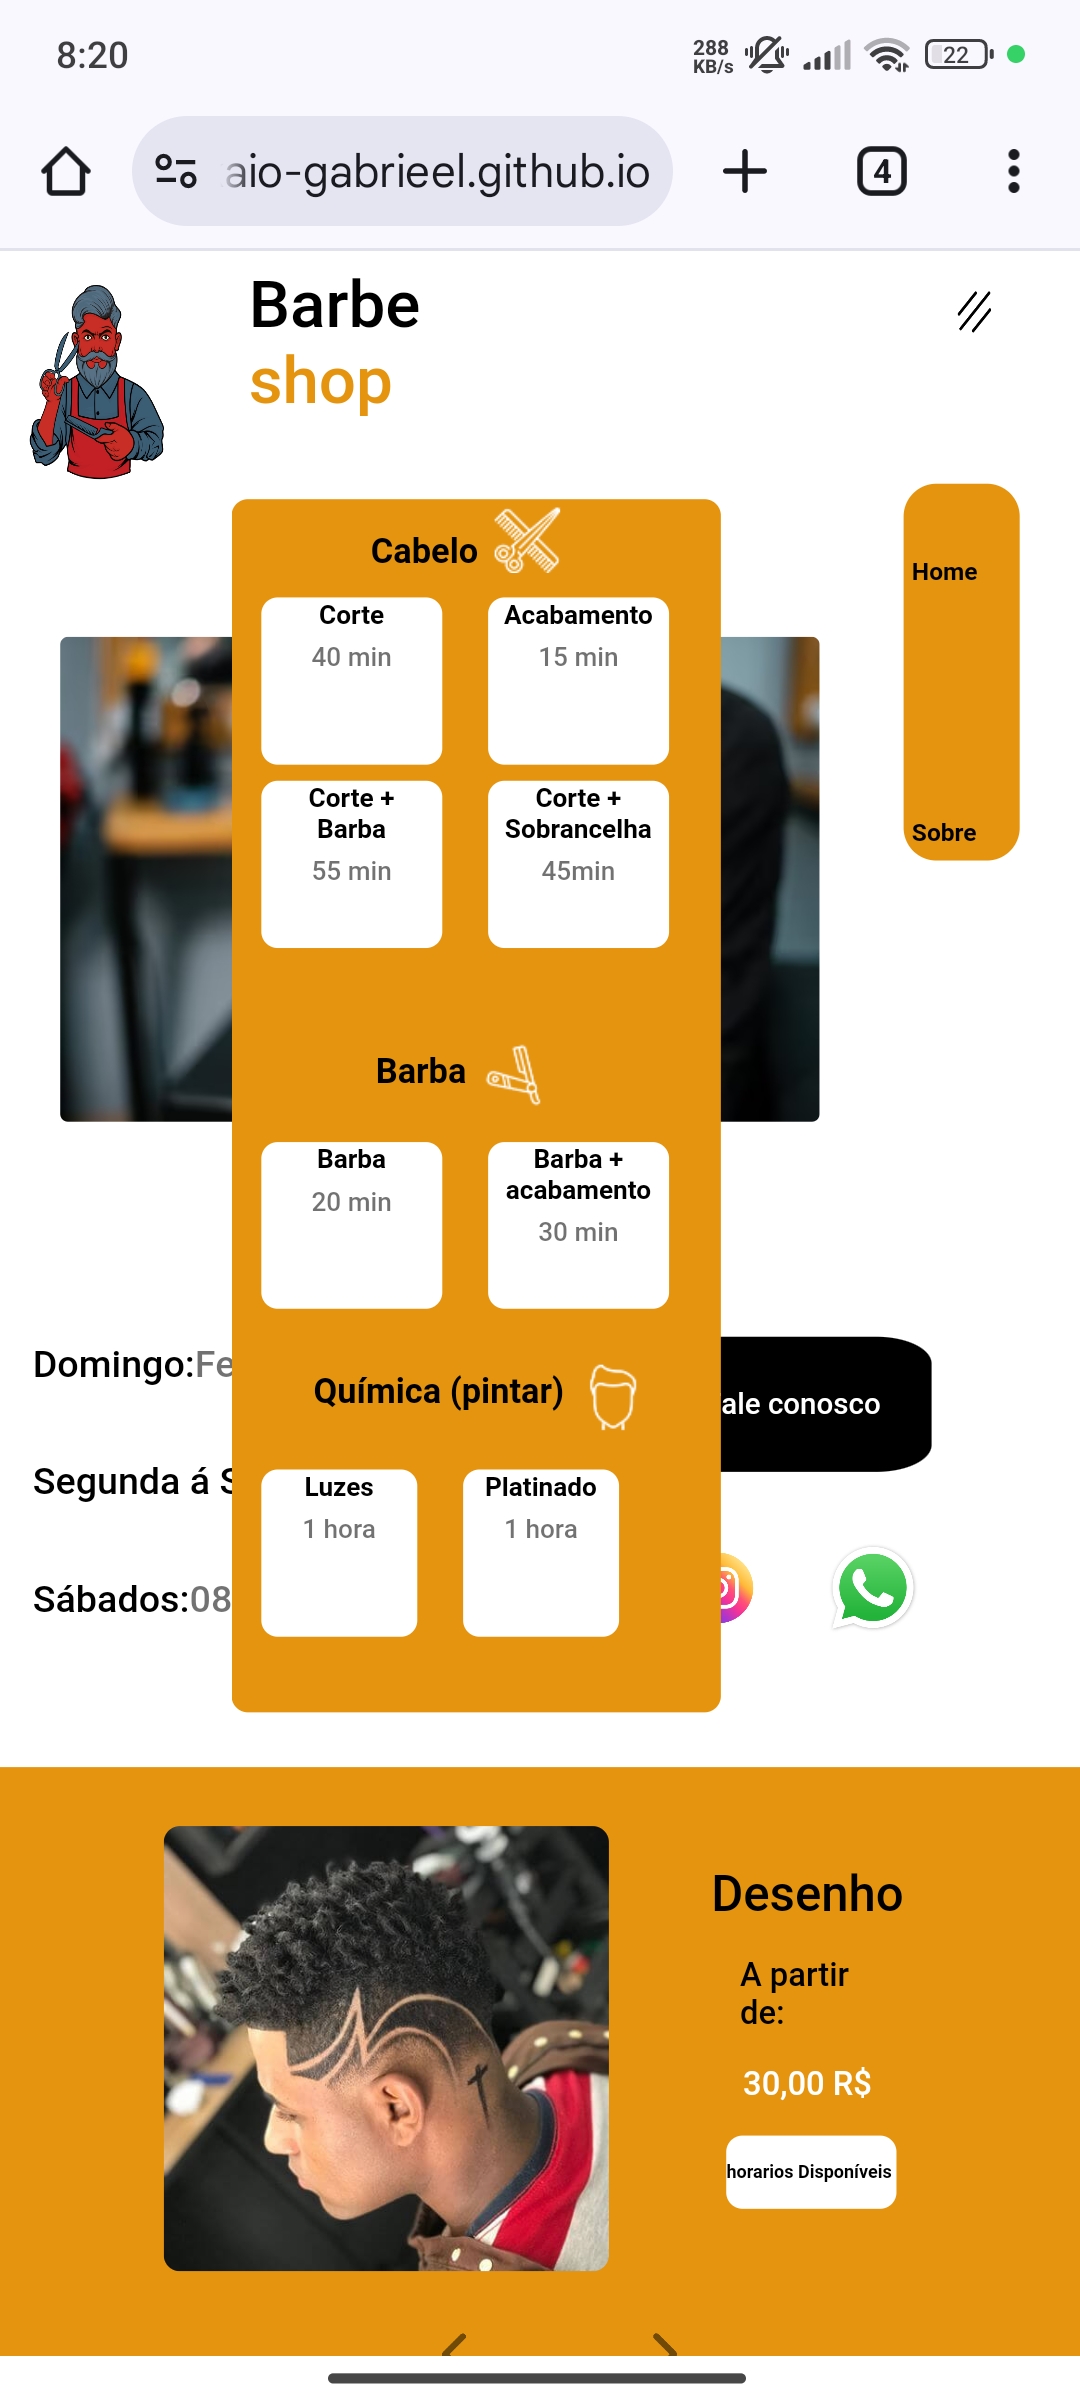 8:20
288
KB/s
22
aio-gabrieel.github.io
4
Barbe
shop
Cabelo
Home
Corte
40 min
Acabamento
15 min
Corte +
Barba
55 min
Corte +
Sobrancelha
45min
Sobre
Barba
Barba
20 min
Barba +
acabamento
30 min
Domingo:Fe
Química (pintar)
ale conosco
Segunda á S
Luzes
1 hora
Platinado
1 hora
Sábados:08
Desenho
A partir
de:
30,00 R$
horarios Disponíveis